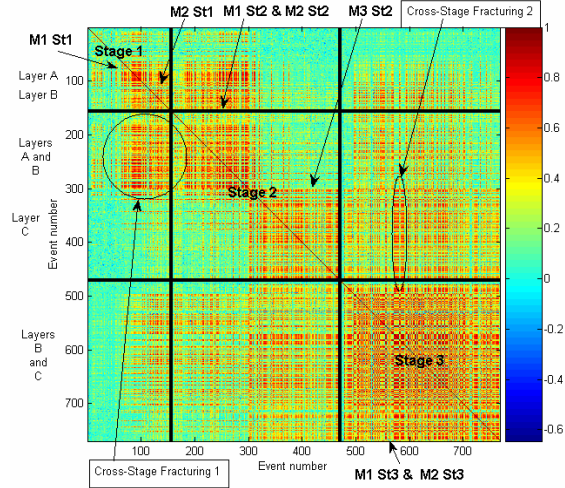 Cross-Stage Fracturing 2
M2 St1
M1 St2 & M2 St2
M3 St2
M1 St1
Stage 1
Layer A
Layer B
100
200
300
400
500
600
700
Layers
A and
B
Layer
C
Event number
Layers
B
and
C
Stage 2
Stage 3
1
0.8
0.6
0.4
0.2
0
-0.2
-0.4
-0.6
100
200
300
400
500
600
700
Event number
Cross-Stage Fracturing 1
M1 St3 & M2 St3